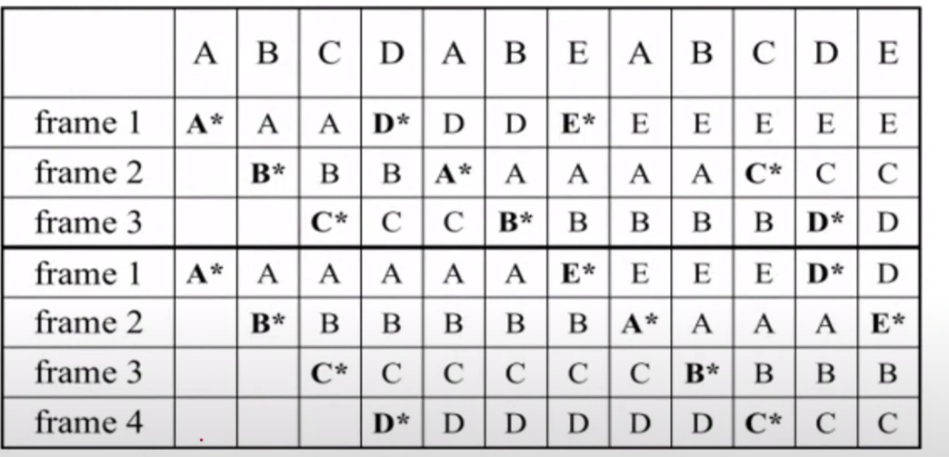 A B C D A B E A B C D E
frame 1 A* A A D* D D E* E E E E E
frame 2 B* B B A* A A A A C* C C
frame 3 C* C C B* B B B B D* D
frame 1 A* A A A A A E* E E E D* D
frame 2 B* B B B B B A* A A A E*
frame 3 C* C C C C C B* B B B
frame 4 D* D D D D D C* C C